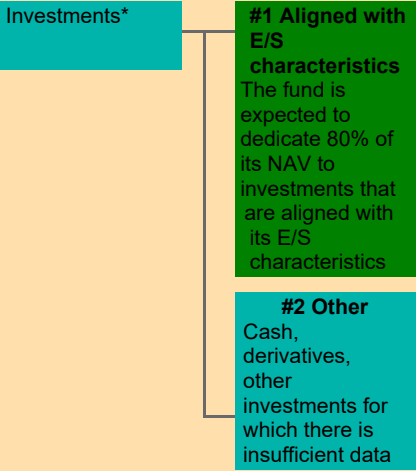 Investments*
#1 Aligned with
E/S
characteristics
The fund is
expected to
dedicate 80% of
its NAV to
investments that
are aligned with
its E/S
characteristics
#2 Other
Cash,
derivatives,
other
investments for
which there is
insufficient data